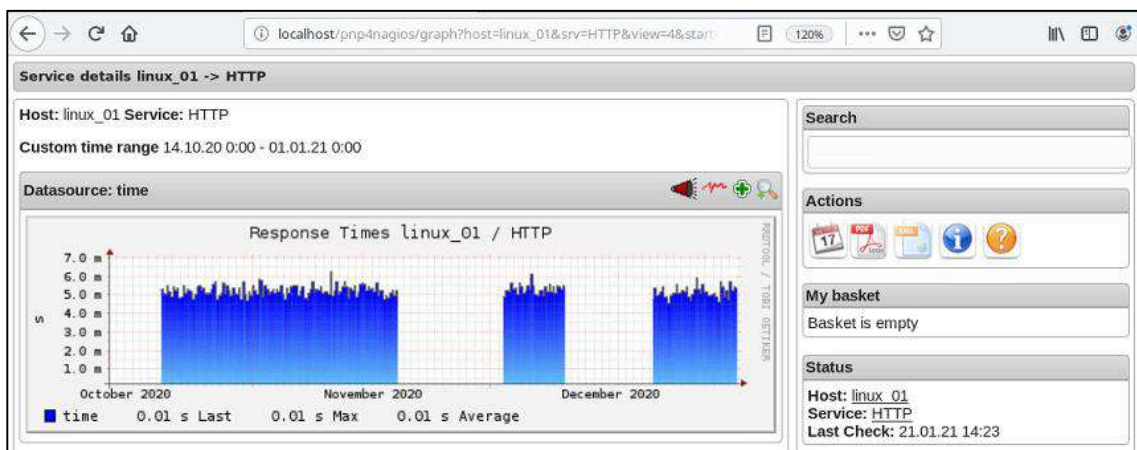 localhost/pnp4nagios/graph?host=linux_01&srv=HTTP&view=4&start
120%
Service details linux_01 -> HTTP
Host: linux_01 Service: HTTP
Custom time range 14.10.20 0:00 - 01.01.21 0:00
Datasource: time
Response Times linux_01 / HTTP
RRDTOOL / TOBI OETIKER
s
7.0 m
6.0 m
5.0 m
4.0 m
3.0 m
2.0 m
1.0 m
October 2020 November 2020 December 2020
time 0.01 s Last 0.01 s Max 0.01 s Average
Search
Actions
17
PDF
XML
My basket
Basket is empty
Status
Host: linux_01
Service: HTTP
Last Check: 21.01.21 14:23